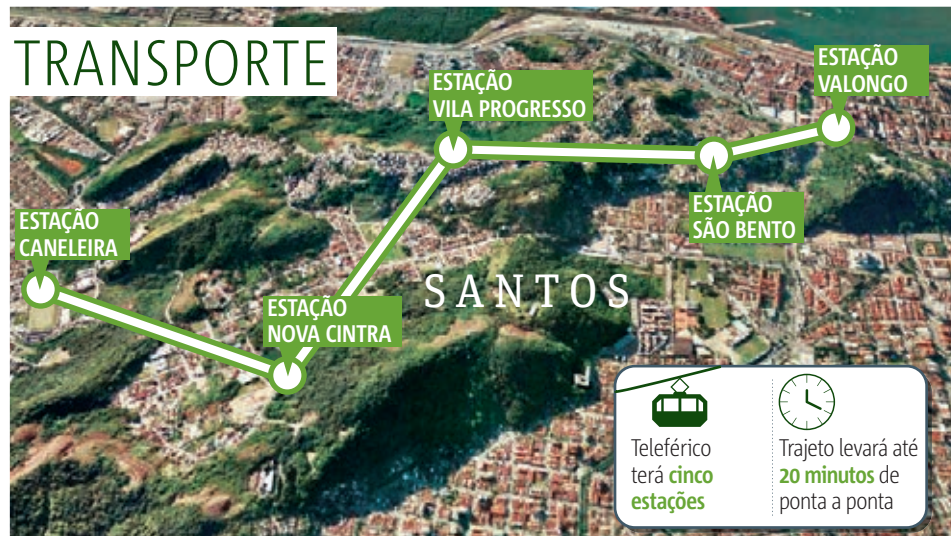 TRANSPORTE
ESTAÇÃO
VALONGO
ESTAÇÃO
VILA PROGRESSO
ESTAÇÃO
SÃO BENTO
ESTAÇÃO
CANELEIRA
ESTAÇÃO
NOVA CINTRA
SANTOS
Teleférico
terá cinco
estações
Trajeto levará até
20 minutos de
ponta a ponta